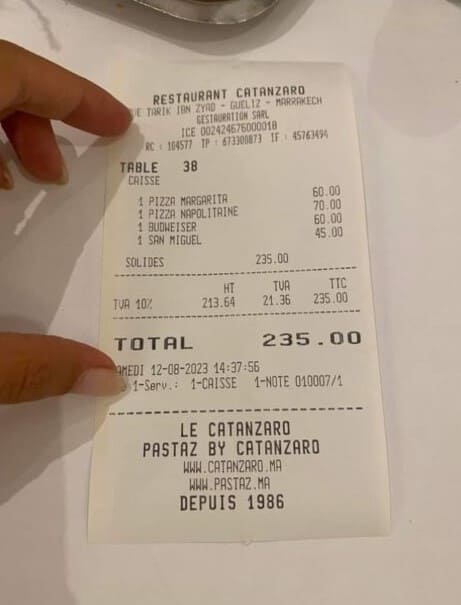 RESTAURANT CATANZARO
TARIK IBN ZYAD - GUELIZ - MARRAKECH
GESTAURATION SARL
ICE 002424676000018
RC : 104577 TP : 673300873 IF : 45763494
TABLE 38
CAISSE
1 PIZZA MARGARITA 60.00
1 PIZZA NAPOLITAINE 70.00
1 BUDWEISER 60.00
1 SAN MIGUEL 45.00
SOLIDES 235.00
HT TVA TTC
TVA 10% 213.64 21.36 235.00
TOTAL 235.00
AMEDI 12-08-2023 14:37:56
1-Serv.: 1-CAISSE 1-NOTE 010007/1
LE CATANZARO
PASTAZ BY CATANZARO
WWW.CATANZARO.MA
WWW.PASTAZ.MA
DEPUIS 1986